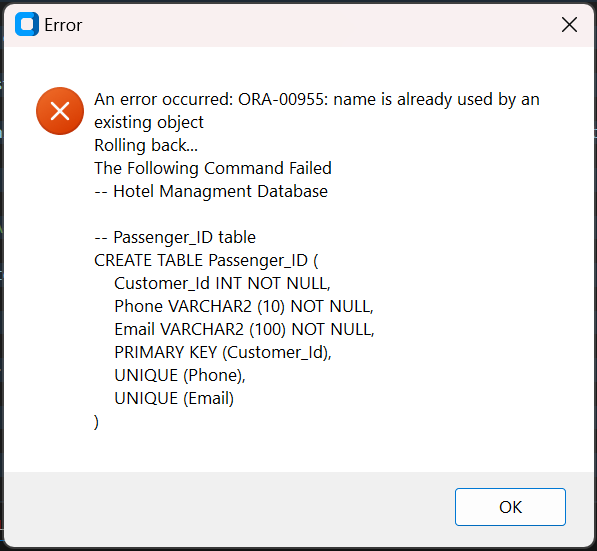 Error
An error occurred: ORA-00955: name is already used by an
existing object
Rolling back...
The Following Command Failed
-- Hotel Managment Database
-- Passenger_ID table
CREATE TABLE Passenger_ID (
Customer_Id INT NOT NULL,
Phone VARCHAR2 (10) NOT NULL,
Email VARCHAR2 (100) NOT NULL,
PRIMARY KEY (Customer_Id),
UNIQUE (Phone),
UNIQUE (Email)
)
OK